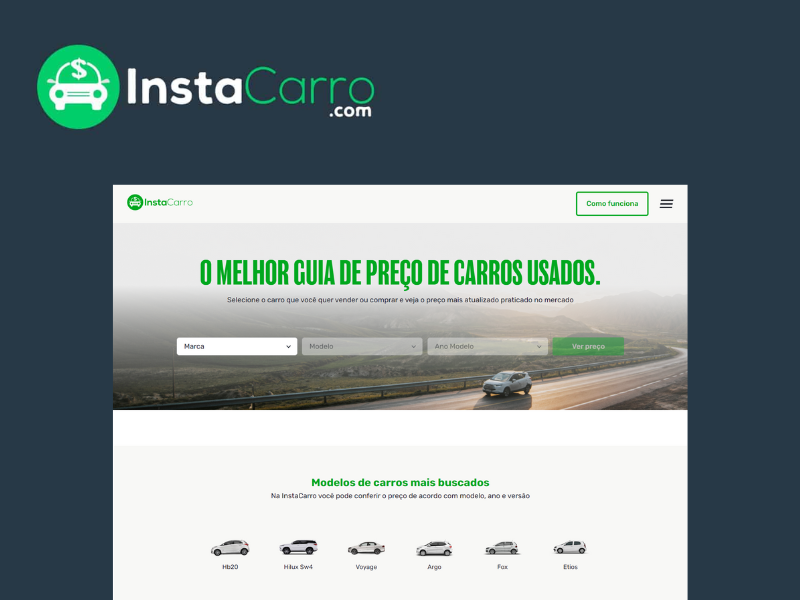 InstaCarro
.com
InstaCarro
Como funciona
O MELHOR GUIA DE PREÇO DE CARROS USADOS.
Selecione o carro que você quer vender ou comprar e veja o preço mais atualizado praticado no mercado
Marca
Modelo
Ano Modelo
Ver preço
Modelos de carros mais buscados
Na InstaCarro você pode conferir o preço de acordo com modelo, ano e versão
Hb20
Hilux Sw4
Voyage
Argo
Fox
Etios